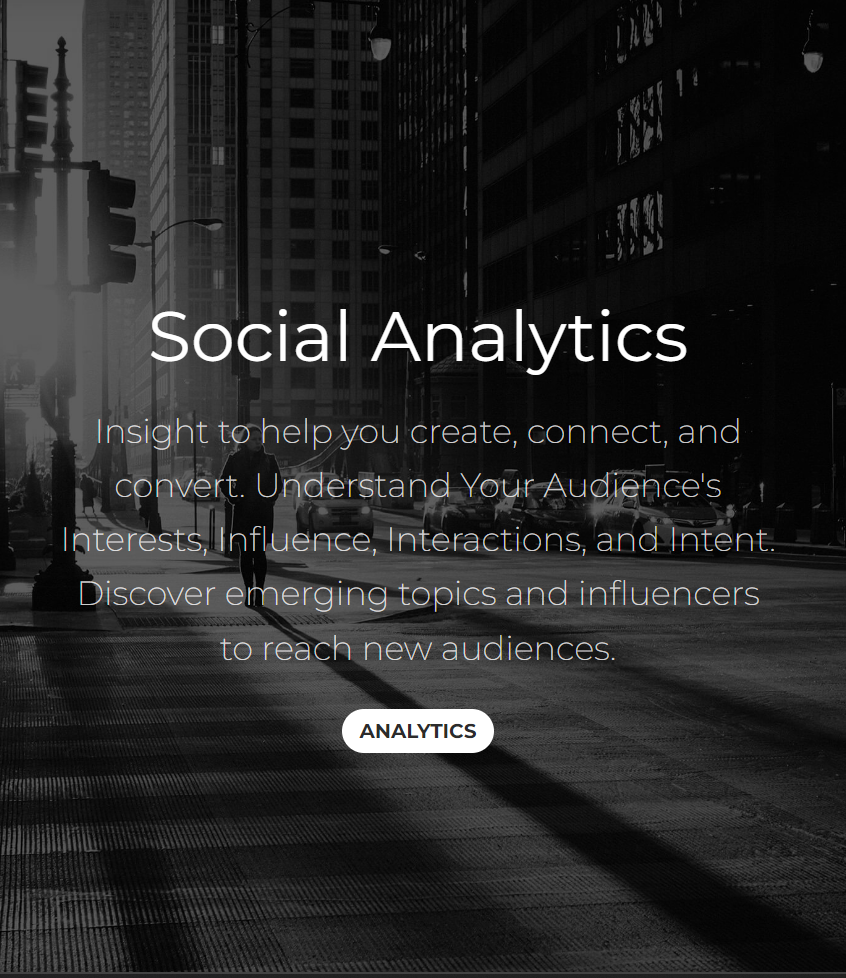 Social Analytics
Insight to help you create, connect, and
convert. Understand Your Audience's
Interests, Influence, Interactions, and Intent.
Discover emerging topics and influencers
to reach new audiences.
ANALYTICS